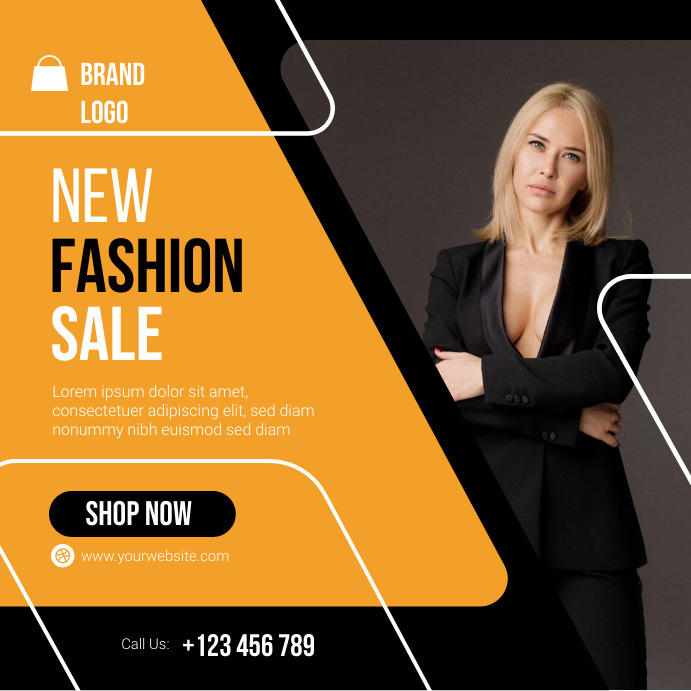 BRAND
LOGO
NEW
FASHION
SALE
Lorem ipsum dolor sit amet,
consectetuer adipiscing elit, sed diam
nonummy nibh euismod sed diam
SHOP NOW
www.yourwebsite.com
Call Us: +123 456 789